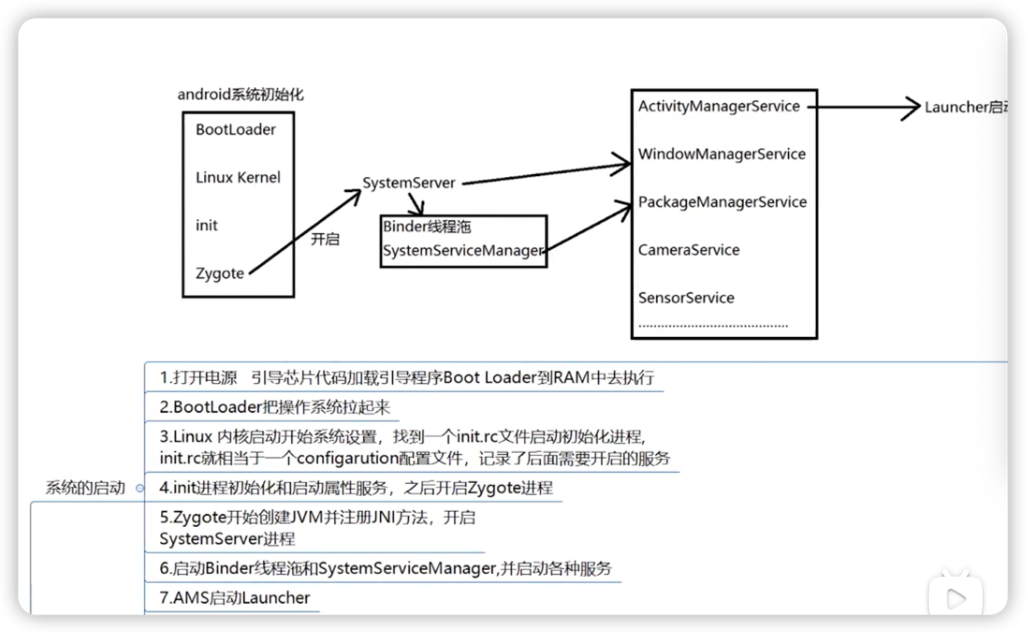 android系统初始化
BootLoader
Linux Kernel
init
Zygote
开启
SystemServer
Binder线程池
SystemServiceManager
ActivityManagerService
WindowManagerService
PackageManagerService
CameraService
SensorService
.......................................
Launcher启动
系统的启动
1.打开电源 引导芯片代码加载引导程序Boot Loader到RAM中去执行
2.BootLoader把操作系统拉起来
3.Linux 内核启动开始系统设置，找到一个init.rc文件启动初始化进程,
init.rc就相当于一个configarution配置文件，记录了后面需要开启的服务
4.init进程初始化和启动属性服务，之后开启Zygote进程
5.Zygote开始创建JVM并注册JNI方法，开启
SystemServer进程
6.启动Binder线程池和SystemServiceManager,并启动各种服务
7.AMS启动Launcher